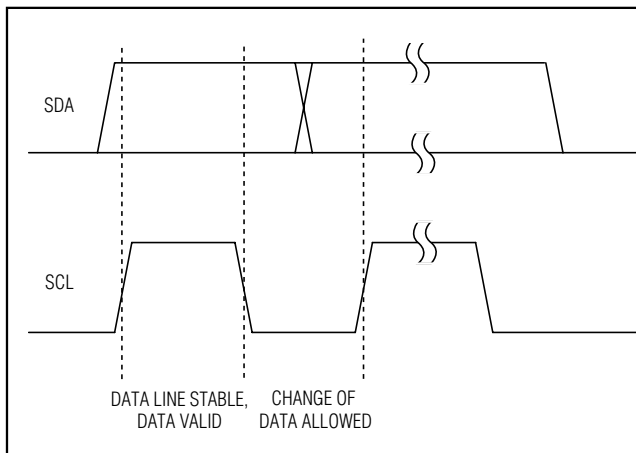 SDA
SCL
DATA LINE STABLE,
DATA VALID
CHANGE OF
DATA ALLOWED